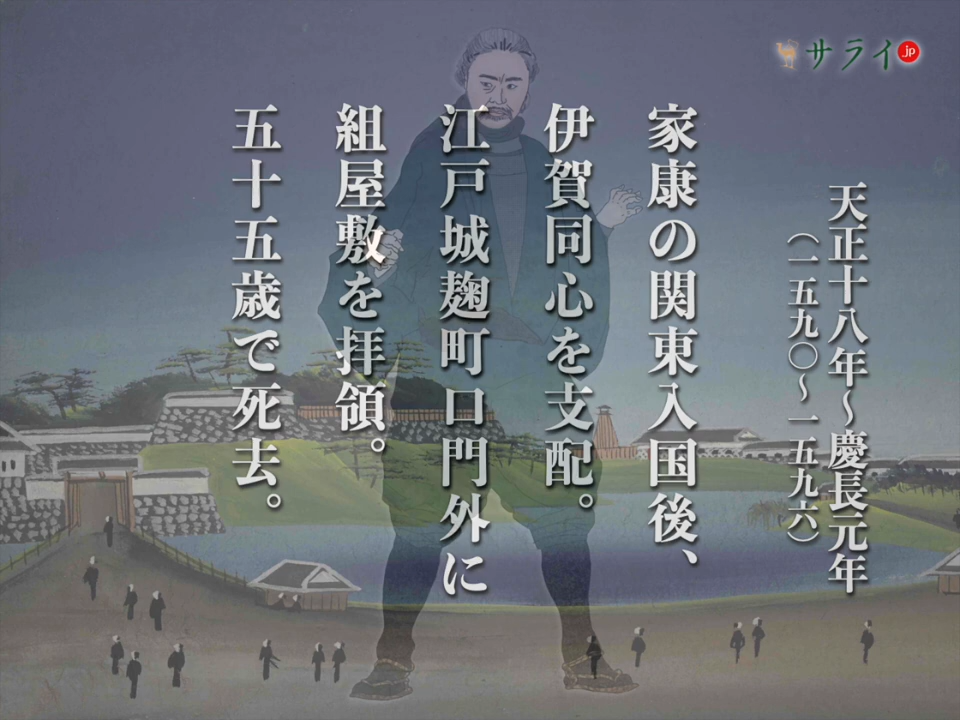 サライ.jp
天正十八年〜慶長元年
（一五九〇〜一五九六）
家康の関東入国後、
伊賀同心を支配。
江戸城麹町口門外に
組屋敷を拝領。
五十五歳で死去。